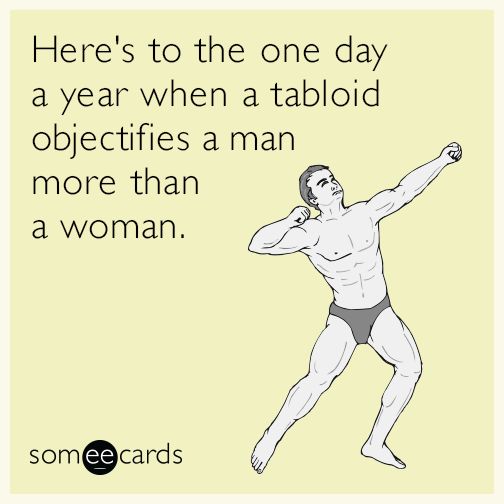 Here's to the one day
a year when a tabloid
objectifies a man
more than
a woman.
someecards